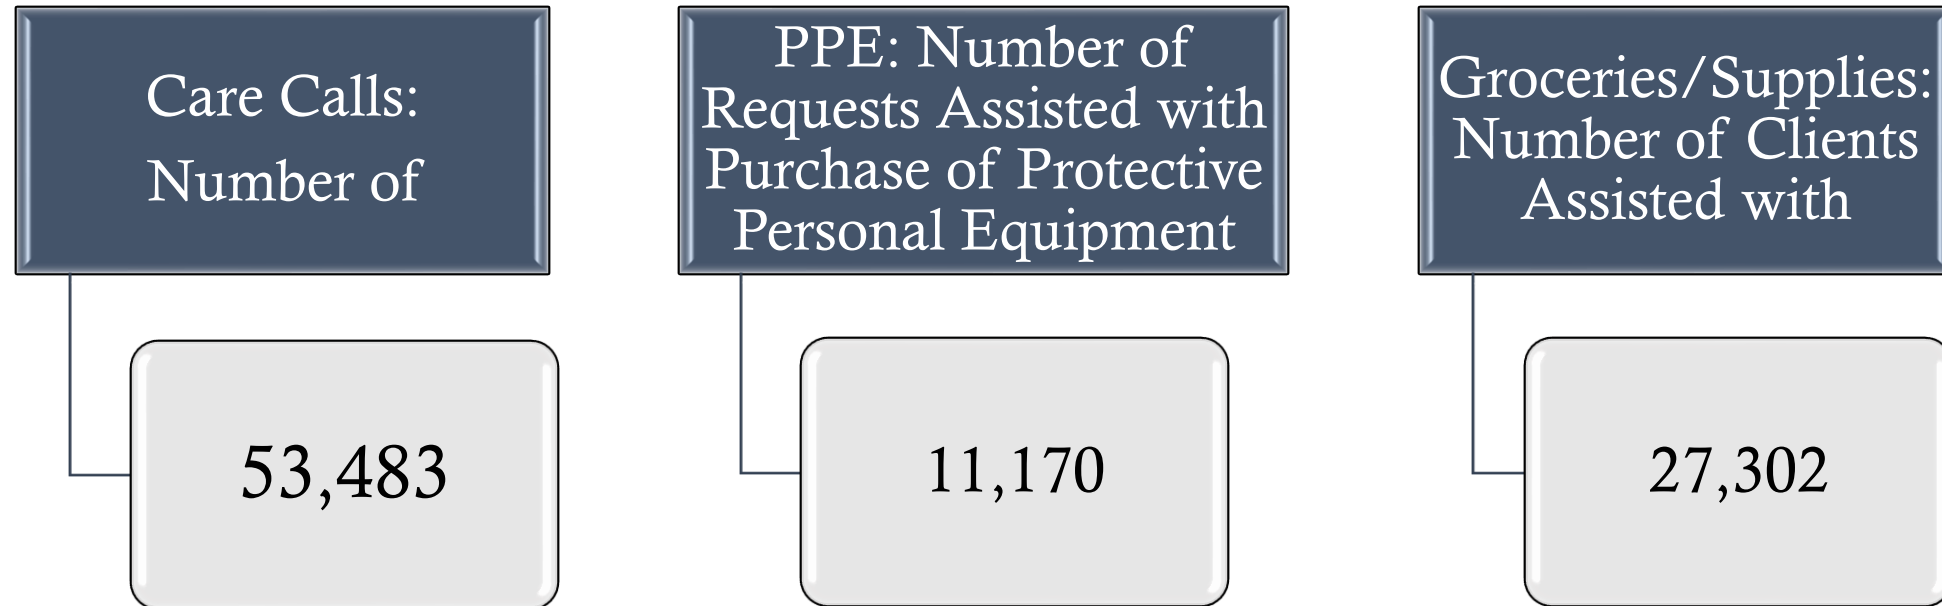 Care Calls:
Number of
53,483
PPE: Number of
Requests Assisted with
Purchase of Protective
Personal Equipment
11,170
Groceries/Supplies:
Number of Clients
Assisted with
27,302